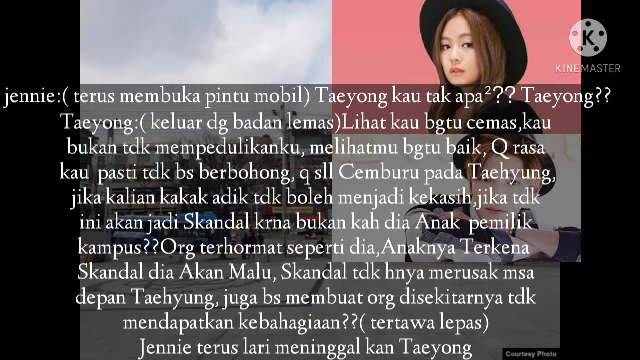 KINEMASTER
jennie:( terus membuka pintu mobil) Taeyong kau tak apa²?? Taeyong??
Taeyong:( keluar dg badan lemas)Lihat kau bgtu cemas,kau
bukan tdk mempedulikanku, melihatmu bgtu baik, Q rasa
kau pasti tdk bs berbohong, q sll Cemburu pada Taehyung,
jika kalian kakak adik tdk boleh menjadi kekasih,jika tdk
ini akan jadi Skandal krna bukan kah dia Anak pemilik
kampus??Org terhormat seperti dia,Anaknya Terkena
Skandal dia Akan Malu, Skandal tdk hnya merusak msa
depan Taehyung, juga bs membuat org disekitarnya tdk
mendapatkan kebahagiaan??( tertawa lepas)
Jennie terus lari meninggal kan Taeyong
Courtesy Photo